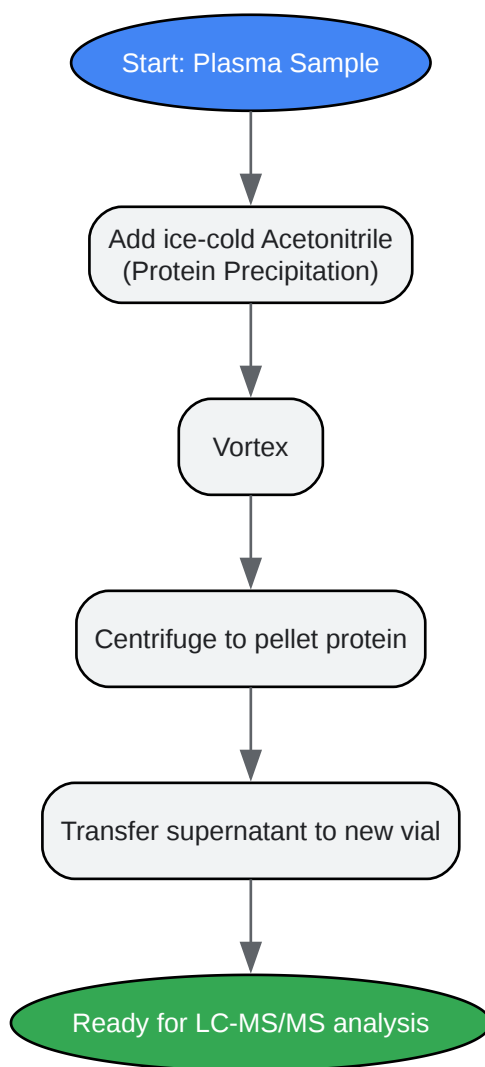 Start: Plasma Sample
Add ice-cold Acetonitrile
(Protein Precipitation)
Vortex
Centrifuge to pellet protein
Transfer supernatant to new vial
Ready for LC-MS/MS analysis